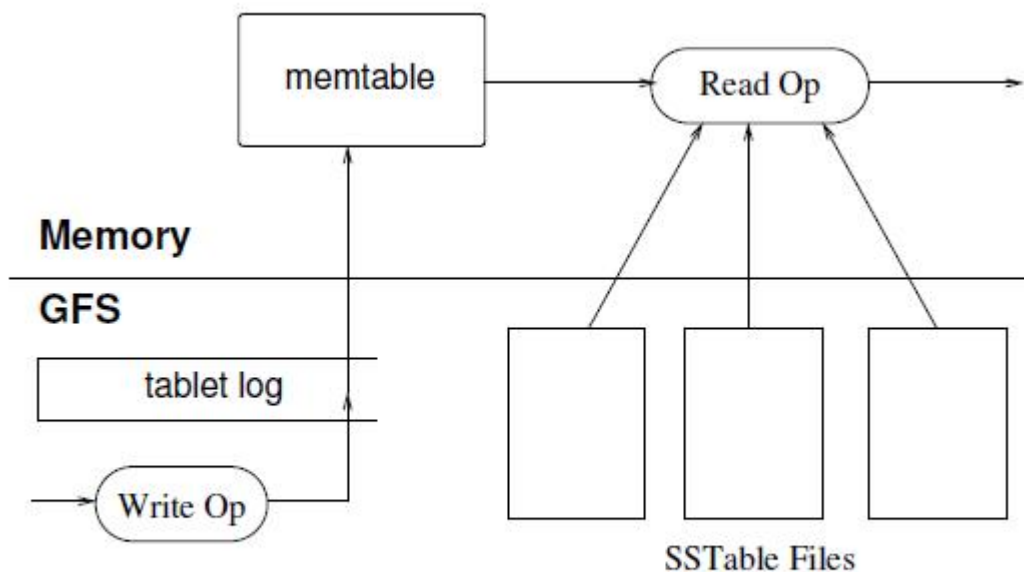 memtable
Read Op
Memory
GFS
tablet log
Write Op
SSTable Files